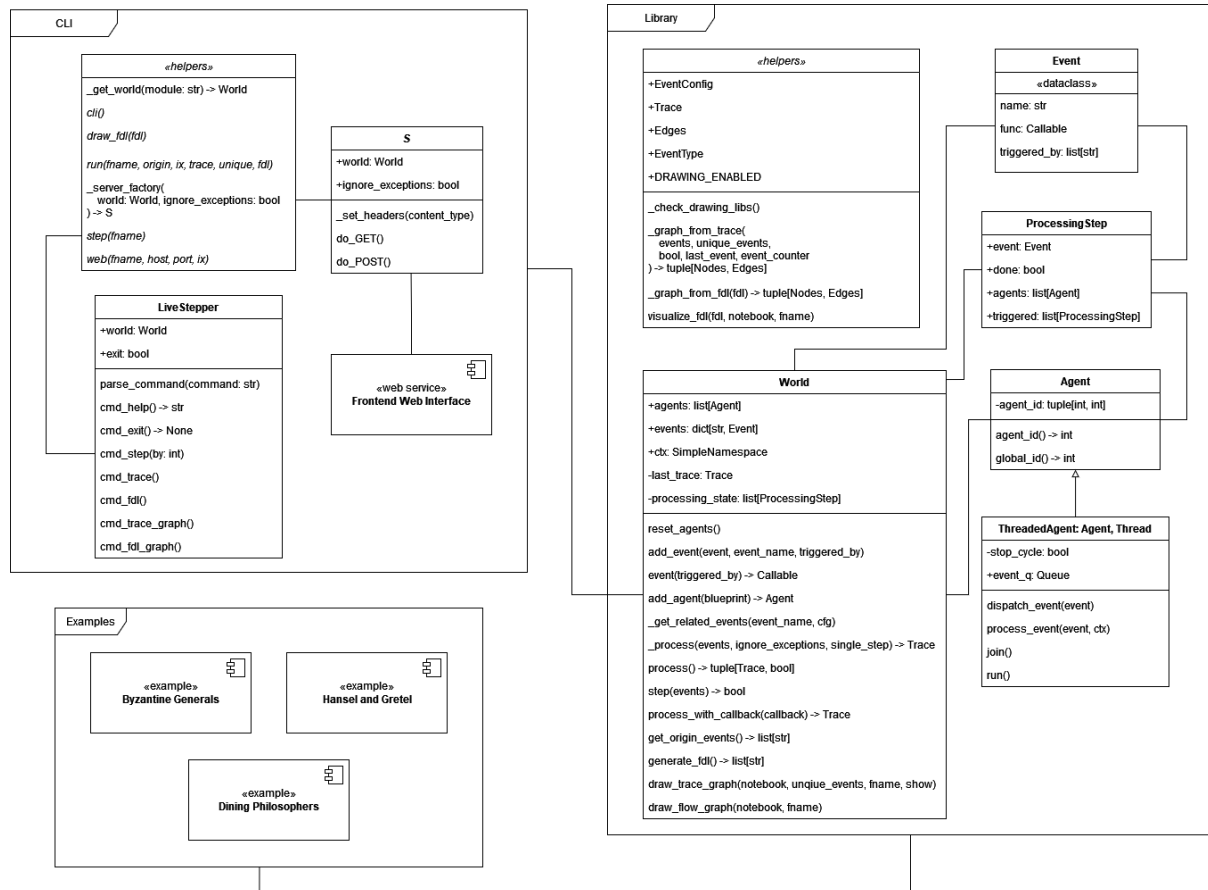 CLI
«helpers»
_get_world(module: str) -> World
cli()
draw_fdl(fdl)
run(fname, origin, ix, trace, unique, fdl)
_server_factory(
world: World, ignore_exceptions: bool
) -> S
step(fname)
web(fname, host, port, ix)
S
+world: World
+ignore_exceptions: bool
_set_headers(content_type)
do_GET()
do_POST()
LiveStepper
+world: World
+exit: bool
parse_command(command: str)
cmd_help() -> str
cmd_exit() -> None
cmd_step(by: int)
cmd_trace()
cmd_fdl()
cmd_trace_graph()
cmd_fdl_graph()
«web service»
Frontend Web Interface
Examples
«example»
Byzantine Generals
«example»
Hansel and Gretel
«example»
Dining Philosophers
Library
«helpers»
+EventConfig
+Trace
+Edges
+EventType
+DRAWING_ENABLED
_check_drawing_libs()
_graph_from_trace(
events, unique_events,
bool, last_event, event_counter
) -> tuple[Nodes, Edges]
_graph_from_fdl(fdl) -> tuple[Nodes, Edges]
visualize_fdl(fdl, notebook, fname)
Event
«dataclass»
name: str
func: Callable
triggered_by: list[str]
ProcessingStep
+event: Event
+done: bool
+agents: list[Agent]
+triggered: list[ProcessingStep]
World
+agents: list[Agent]
+events: dict[str, Event]
+ctx: SimpleNamespace
-last_trace: Trace
-processing_state: list[ProcessingStep]
reset_agents()
add_event(event, event_name, triggered_by)
event(triggered_by) -> Callable
add_agent(blueprint) -> Agent
_get_related_events(event_name, cfg)
_process(events, ignore_exceptions, single_step) -> Trace
process() -> tuple[Trace, bool]
step(events) -> bool
process_with_callback(callback) -> Trace
get_origin_events() -> list[str]
generate_fdl() -> list[str]
draw_trace_graph(notebook, unqiue_events, fname, show)
draw_flow_graph(notebook, fname)
Agent
-agent_id: tuple[int, int]
agent_id() -> int
global_id() -> int
ThreadedAgent: Agent, Thread
-stop_cycle: bool
+event_q: Queue
dispatch_event(event)
process_event(event, ctx)
join()
run()